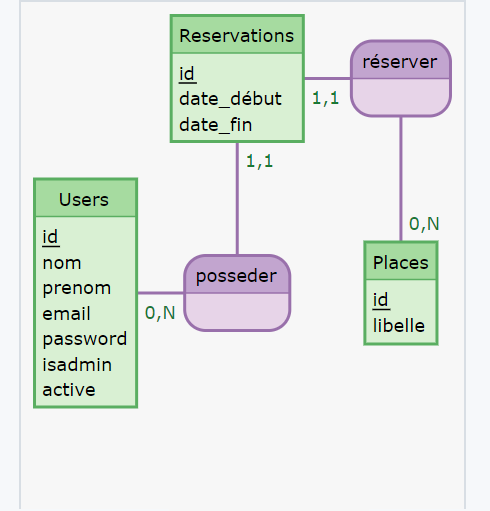 Reservations
id
date_début
date_fin
réserver
1,1
1,1
Users
id
nom
prenom
email
password
isadmin
active
posseder
0,N
0,N
Places
id
libelle